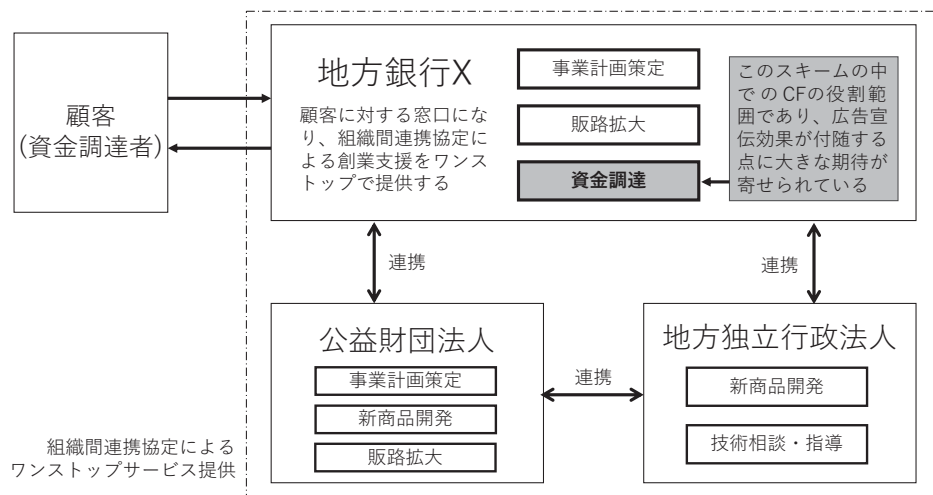 顧客
(資金調達者)
地方銀行X
顧客に対する窓口にな
り、組織間連携協定に
よる創業支援をワンス
トップで提供する
事業計画策定
販路拡大
資金調達
このスキームの中
でのCFの役割範
囲であり、広告宣
伝効果が付随する
点に大きな期待が
寄せられている
連携
連携
公益財団法人
事業計画策定
新商品開発
販路拡大
連携
地方独立行政法人
新商品開発
技術相談・指導
組織間連携協定による
ワンストップサービス提供